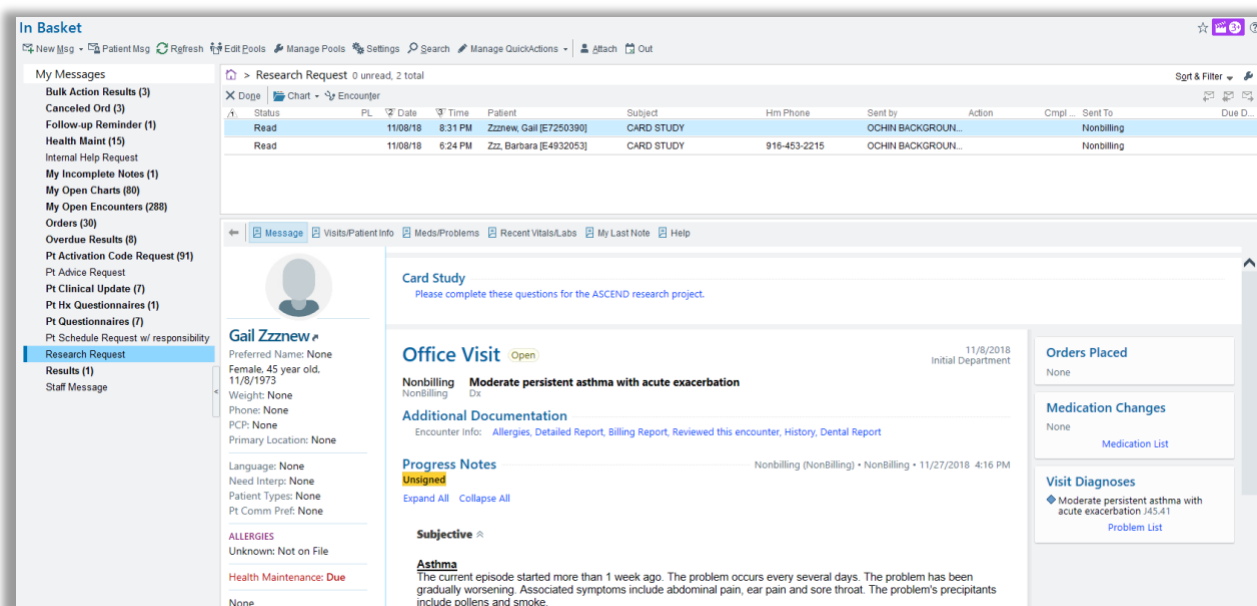 In Basket
3+
New Msg Patient Msg Refresh Edit Pools Manage Pools Settings Search Manage QuickActions Attach Out
My Messages
Bulk Action Results (3)
Canceled Ord (3)
Follow-up Reminder (1)
Health Maint (15)
Internal Help Request
My Incomplete Notes (1)
My Open Charts (80)
My Open Encounters (288)
Orders (30)
Overdue Results (8)
Pt Activation Code Request (91)
Pt Advice Request
Pt Clinical Update (7)
Pt Hx Questionnaires (1)
Pt Questionnaires (7)
Pt Schedule Request w/ responsibility
Research Request
Results (1)
Staff Message
> Research Request 0 unread, 2 total
Sort & Filter
Done Chart Encounter
Status PL Date Time Patient Subject Hm Phone Sent by Action Cmpl ... Sent To Due D...
Read 11/08/18 8:31 PM Zzznew, Gail [E7250390] CARD STUDY OCHIN BACKGROUN... Nonbilling
Read 11/08/18 6:24 PM Zzz, Barbara [E4932053] CARD STUDY 916-453-2215 OCHIN BACKGROUN... Nonbilling
Message Visits/Patient Info Meds/Problems Recent Vitals/Labs My Last Note Help
Gail Zzznew
Preferred Name: None
Female, 45 year old,
11/8/1973
Weight: None
Phone: None
PCP: None
Primary Location: None
Language: None
Need Interp: None
Patient Types: None
Pt Comm Pref: None
ALLERGIES
Unknown: Not on File
Health Maintenance: Due
None
Card Study
Please complete these questions for the ASCEND research project.
Office Visit Open
11/8/2018
Initial Department
Nonbilling Moderate persistent asthma with acute exacerbation
NonBilling Dx
Additional Documentation
Encounter Info: Allergies, Detailed Report, Billing Report, Reviewed this encounter, History, Dental Report
Progress Notes
Nonbilling (NonBilling) • NonBilling • 11/27/2018 4:16 PM
Unsigned
Expand All Collapse All
Subjective
Asthma
The current episode started more than 1 week ago. The problem occurs every several days. The problem has been
gradually worsening. Associated symptoms include abdominal pain, ear pain and sore throat. The problem's precipitants
include pollens and smoke.
Orders Placed
None
Medication Changes
None
Medication List
Visit Diagnoses
Moderate persistent asthma with
acute exacerbation J45.41
Problem List